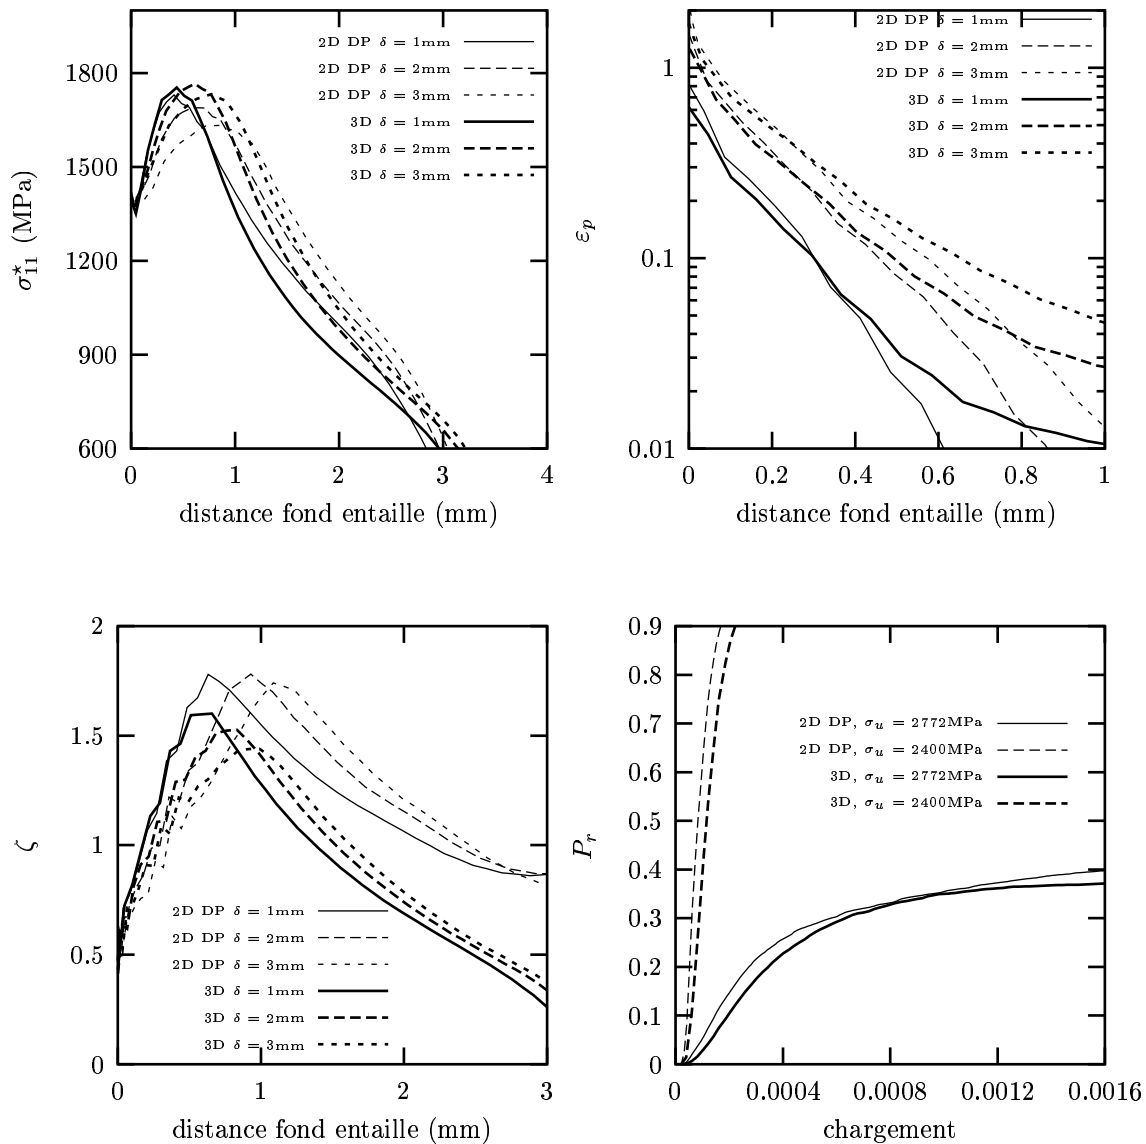 σ*11 (MPa)
1800
1500
1200
900
600
0 1 2 3 4
distance fond entaille (mm)
2D DP δ = 1mm
2D DP δ = 2mm
2D DP δ = 3mm
3D δ = 1mm
3D δ = 2mm
3D δ = 3mm
εp
1
0.1
0.01
0 0.2 0.4 0.6 0.8 1
distance fond entaille (mm)
2D DP δ = 1mm
2D DP δ = 2mm
2D DP δ = 3mm
3D δ = 1mm
3D δ = 2mm
3D δ = 3mm
ζ
2
1.5
1
0.5
0
0 1 2 3
distance fond entaille (mm)
2D DP δ = 1mm
2D DP δ = 2mm
2D DP δ = 3mm
3D δ = 1mm
3D δ = 2mm
3D δ = 3mm
Pr
0.9
0.8
0.7
0.6
0.5
0.4
0.3
0.2
0.1
0
0 0.0004 0.0008 0.0012 0.0016
chargement
2D DP, σu = 2772MPa
2D DP, σu = 2400MPa
3D, σu = 2772MPa
3D, σu = 2400MPa